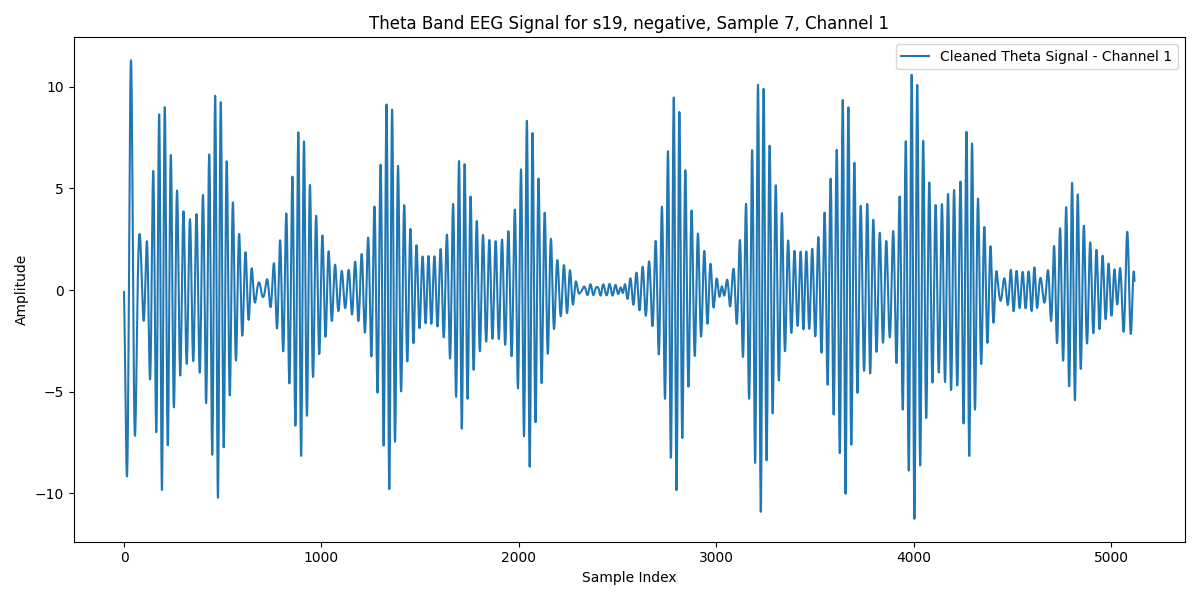 Theta Band EEG Signal for s19, negative, Sample 7, Channel 1
Cleaned Theta Signal - Channel 1
Amplitude
10
5
0
−5
−10
0 1000 2000 3000 4000 5000
Sample Index